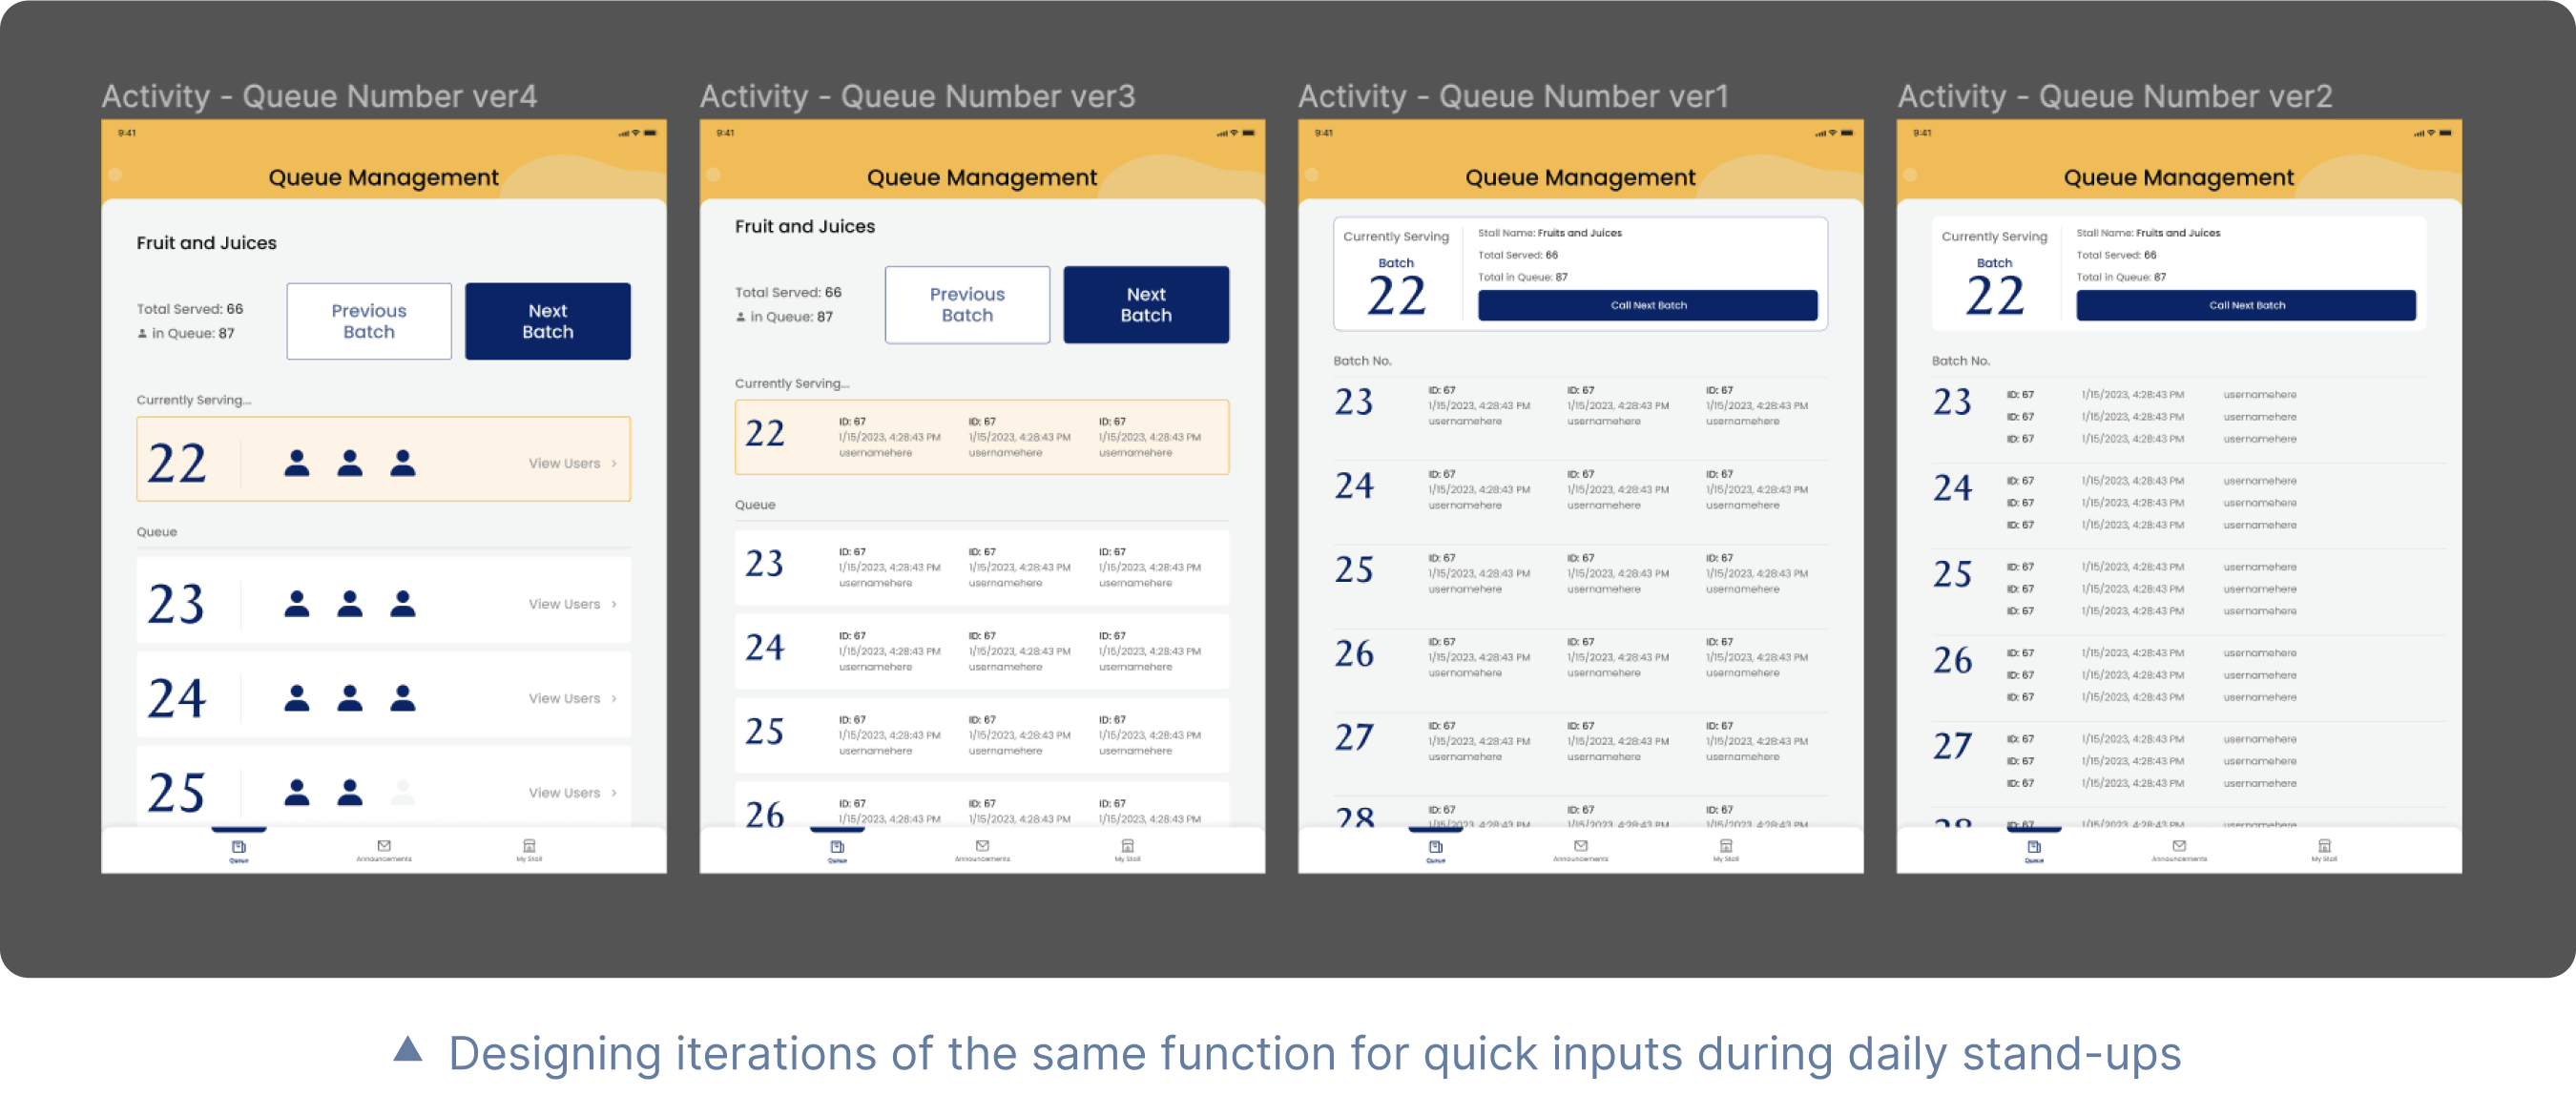 Activity - Queue Number ver4
9:41
Queue Management
Fruit and Juices
Total Served: 66
in Queue: 87
Previous
Batch
Next
Batch
Currently Serving...
22
View Users >
Queue
23
View Users >
24
View Users >
25
View Users >
Queue
Announcements
My Stall
Activity - Queue Number ver3
9:41
Queue Management
Fruit and Juices
Total Served: 66
in Queue: 87
Previous
Batch
Next
Batch
Currently Serving...
22
ID: 67 ID: 67 ID: 67
1/15/2023, 4:28:43 PM 1/15/2023, 4:28:43 PM 1/15/2023, 4:28:43 PM
usernamehere usernamehere usernamehere
Queue
23
ID: 67 ID: 67 ID: 67
1/15/2023, 4:28:43 PM 1/15/2023, 4:28:43 PM 1/15/2023, 4:28:43 PM
usernamehere usernamehere usernamehere
24
ID: 67 ID: 67 ID: 67
1/15/2023, 4:28:43 PM 1/15/2023, 4:28:43 PM 1/15/2023, 4:28:43 PM
usernamehere usernamehere usernamehere
25
ID: 67 ID: 67 ID: 67
1/15/2023, 4:28:43 PM 1/15/2023, 4:28:43 PM 1/15/2023, 4:28:43 PM
usernamehere usernamehere usernamehere
26
ID: 67 ID: 67 ID: 67
1/15/2023, 4:28:43 PM 1/15/2023, 4:28:43 PM 1/15/2023, 4:28:43 PM
Queue
Announcements
My Stall
Activity - Queue Number ver1
9:41
Queue Management
Currently Serving
Batch
22
Stall Name: Fruits and Juices
Total Served: 66
Total in Queue: 87
Call Next Batch
Batch No.
23
ID: 67 ID: 67 ID: 67
1/15/2023, 4:28:43 PM 1/15/2023, 4:28:43 PM 1/15/2023, 4:28:43 PM
usernamehere usernamehere usernamehere
24
ID: 67 ID: 67 ID: 67
1/15/2023, 4:28:43 PM 1/15/2023, 4:28:43 PM 1/15/2023, 4:28:43 PM
usernamehere usernamehere usernamehere
25
ID: 67 ID: 67 ID: 67
1/15/2023, 4:28:43 PM 1/15/2023, 4:28:43 PM 1/15/2023, 4:28:43 PM
usernamehere usernamehere usernamehere
26
ID: 67 ID: 67 ID: 67
1/15/2023, 4:28:43 PM 1/15/2023, 4:28:43 PM 1/15/2023, 4:28:43 PM
usernamehere usernamehere usernamehere
27
ID: 67 ID: 67 ID: 67
1/15/2023, 4:28:43 PM 1/15/2023, 4:28:43 PM 1/15/2023, 4:28:43 PM
usernamehere usernamehere usernamehere
28
ID: 67 ID: 67 ID: 67
1/15/2023, 4:28:43 PM 1/15/2023, 4:28:43 PM 1/15/2023, 4:28:43 PM
Queue
Announcements
My Stall
Activity - Queue Number ver2
9:41
Queue Management
Currently Serving
Batch
22
Stall Name: Fruits and Juices
Total Served: 66
Total in Queue: 87
Call Next Batch
Batch No.
23
ID: 67 1/15/2023, 4:28:43 PM usernamehere
ID: 67 1/15/2023, 4:28:43 PM usernamehere
ID: 67 1/15/2023, 4:28:43 PM usernamehere
24
ID: 67 1/15/2023, 4:28:43 PM usernamehere
ID: 67 1/15/2023, 4:28:43 PM usernamehere
ID: 67 1/15/2023, 4:28:43 PM usernamehere
25
ID: 67 1/15/2023, 4:28:43 PM usernamehere
ID: 67 1/15/2023, 4:28:43 PM usernamehere
ID: 67 1/15/2023, 4:28:43 PM usernamehere
26
ID: 67 1/15/2023, 4:28:43 PM usernamehere
ID: 67 1/15/2023, 4:28:43 PM usernamehere
ID: 67 1/15/2023, 4:28:43 PM usernamehere
27
ID: 67 1/15/2023, 4:28:43 PM usernamehere
ID: 67 1/15/2023, 4:28:43 PM usernamehere
ID: 67 1/15/2023, 4:28:43 PM usernamehere
ID: 67 1/15/2023, 4:28:43 PM usernamehere
Queue
Announcements
My Stall
Designing iterations of the same function for quick inputs during daily stand-ups